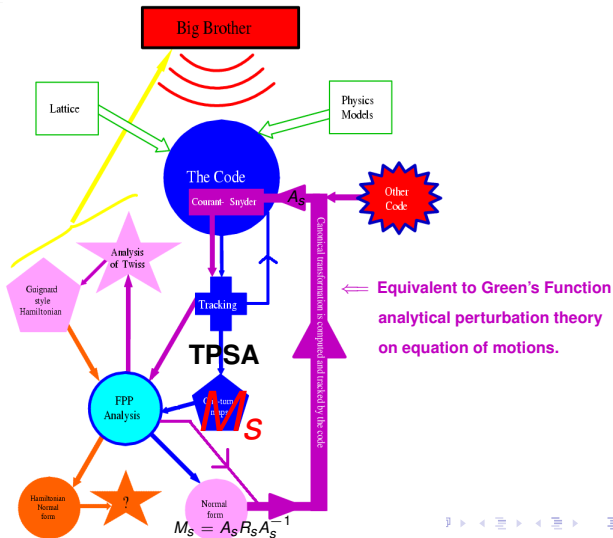 Big Brother
Lattice
Physics
Models
The Code
Courant- Snyder
A_s
Other
Code
Analysis
of Twiss
Guignard
style
Hamiltonian
Tracking
Canonical transformation is computed and tracked by the code
⇐ Equivalent to Green's Function
analytical perturbation theory
on equation of motions.
TPSA
M_s
FPP
Analysis
Hamiltonian
Normal
form
?
Normal
form
M_s = A_s R_s A_s^{-1}